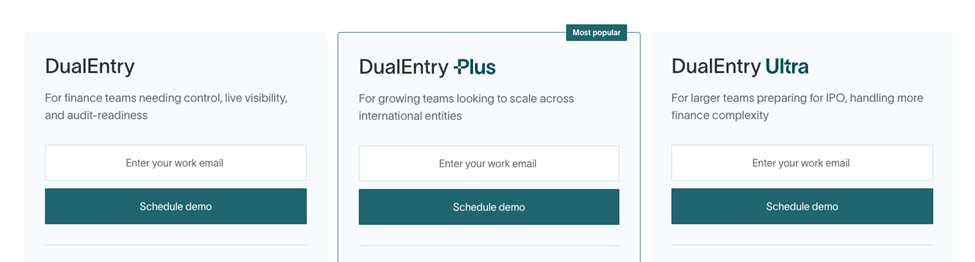 DualEntry
For finance teams needing control, live visibility,
and audit-readiness
Enter your work email
Schedule demo
Most popular
DualEntry Plus
For growing teams looking to scale across
international entities
Enter your work email
Schedule demo
DualEntry Ultra
For larger teams preparing for IPO, handling more
finance complexity
Enter your work email
Schedule demo